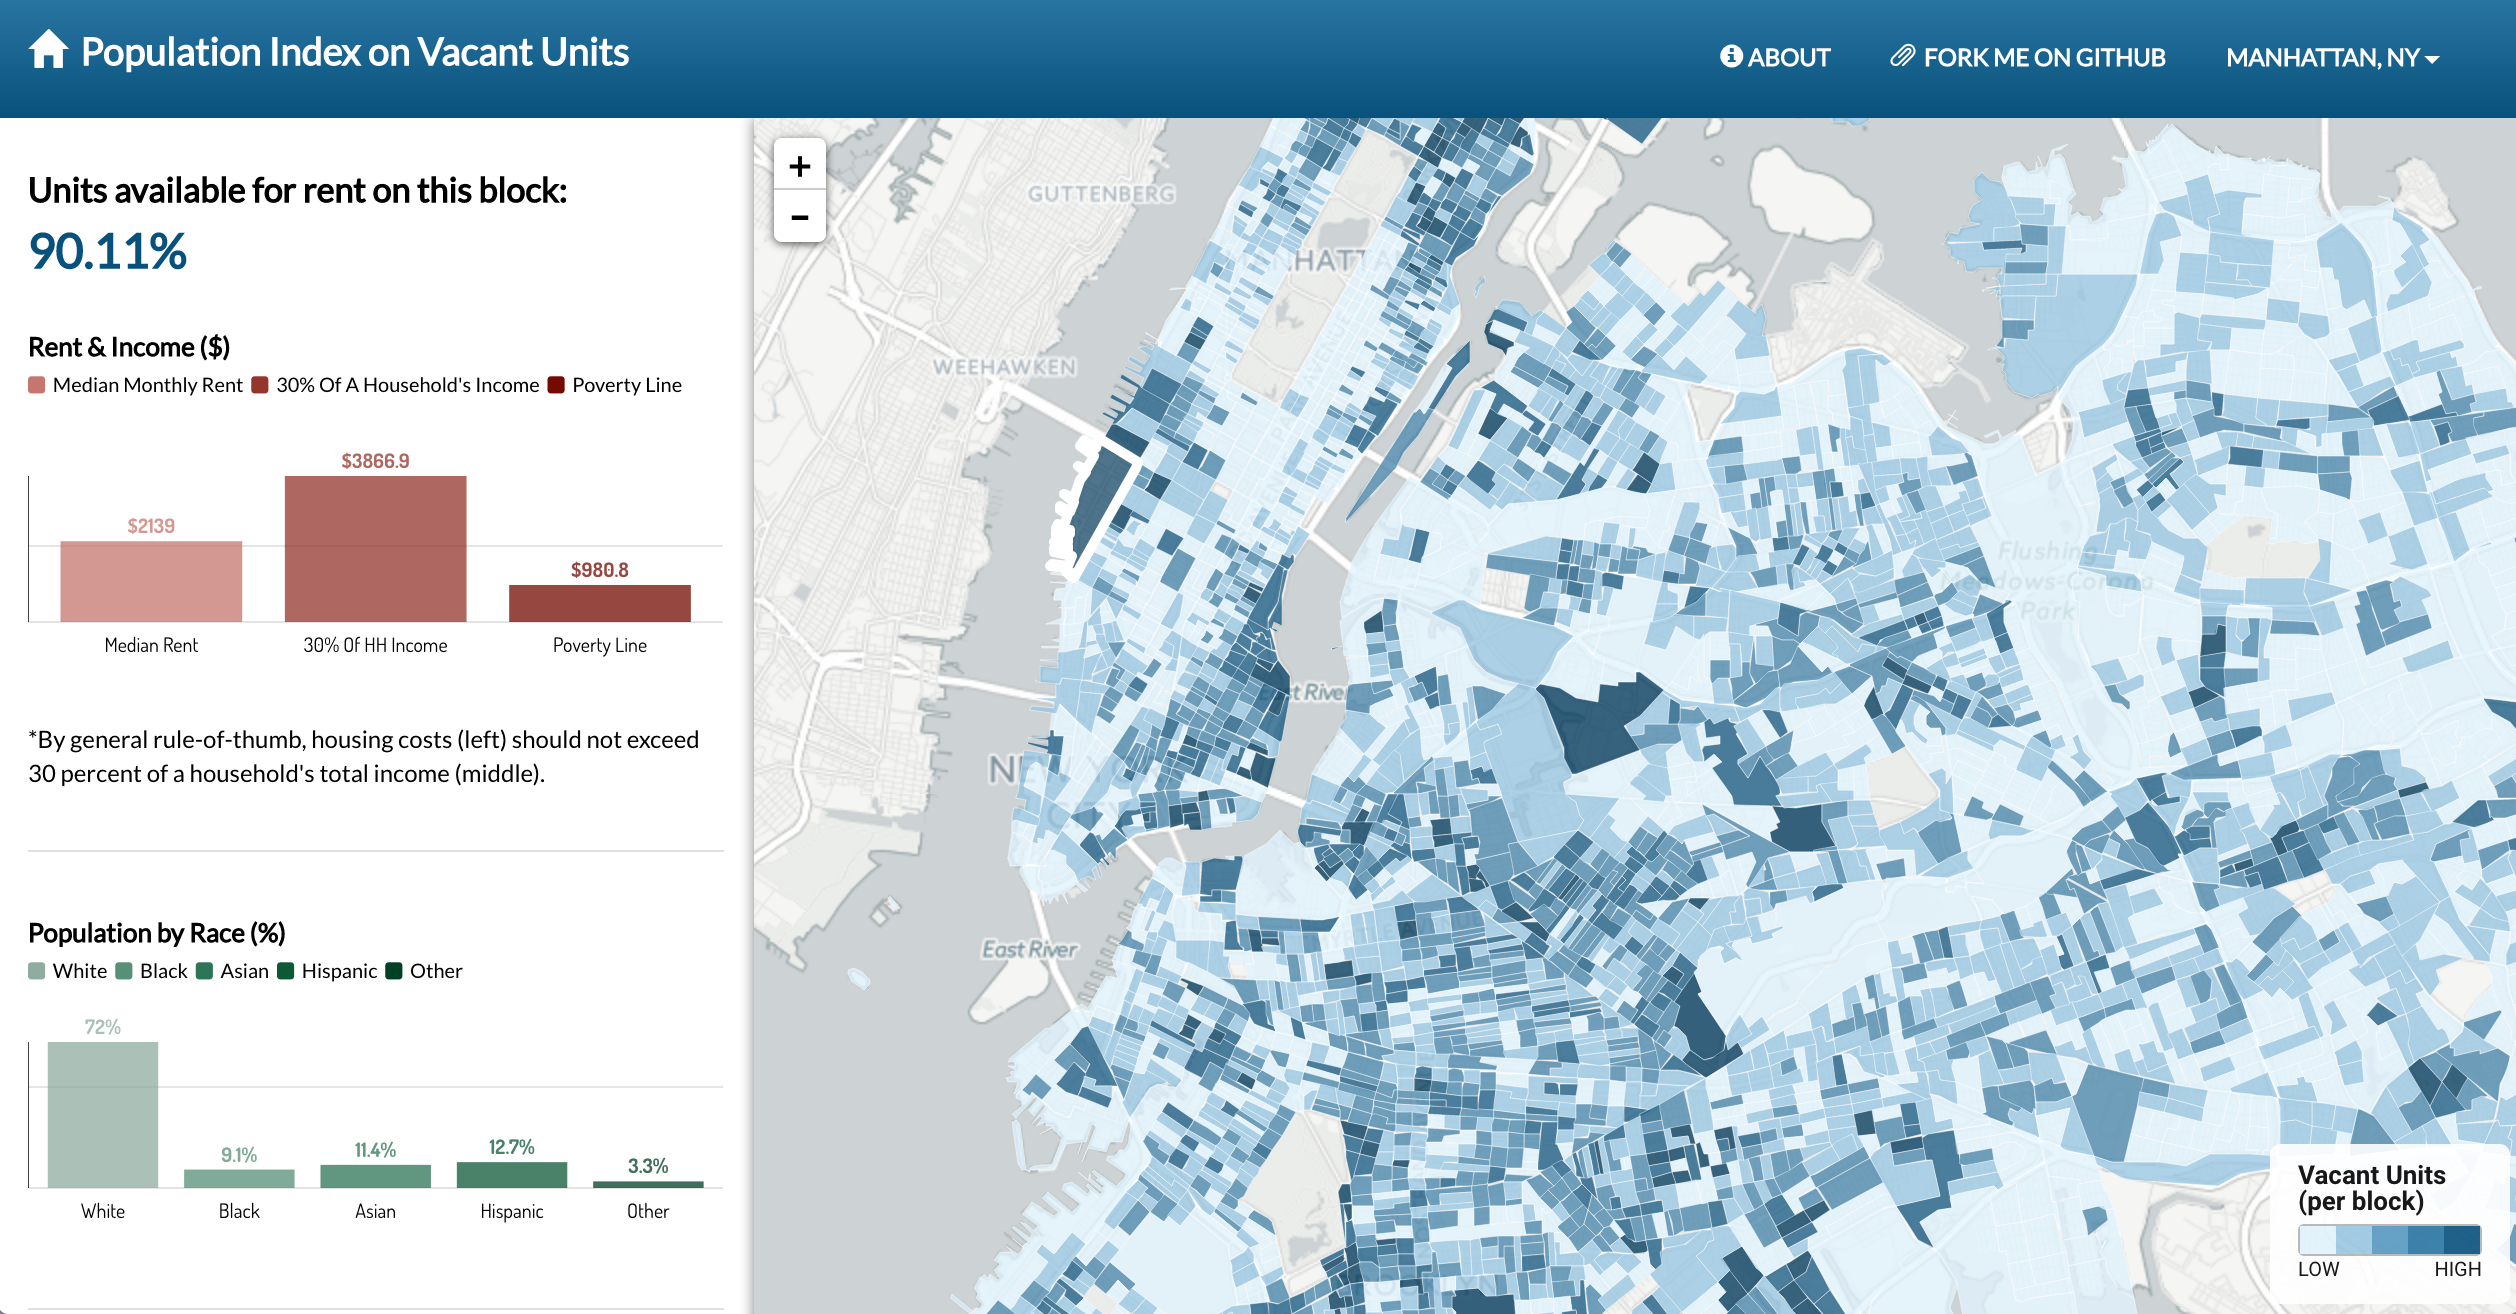 Population Index on Vacant Units
ABOUT
FORK ME ON GITHUB
MANHATTAN, NY
Units available for rent on this block:
90.11%
Rent & Income ($)
Median Monthly Rent 30% Of A Household's Income Poverty Line
$2139
$3866.9
$980.8
Median Rent
30% Of HH Income
Poverty Line
*By general rule-of-thumb, housing costs (left) should not exceed
30 percent of a household's total income (middle).
Population by Race (%)
White Black Asian Hispanic Other
72%
9.1%
11.4%
12.7%
3.3%
White
Black
Asian
Hispanic
Other
+
−
GUTTENBERG
WEEHAWKEN
Flushing
Meadows-Corona
Park
East River
Vacant Units
(per block)
LOW
HIGH